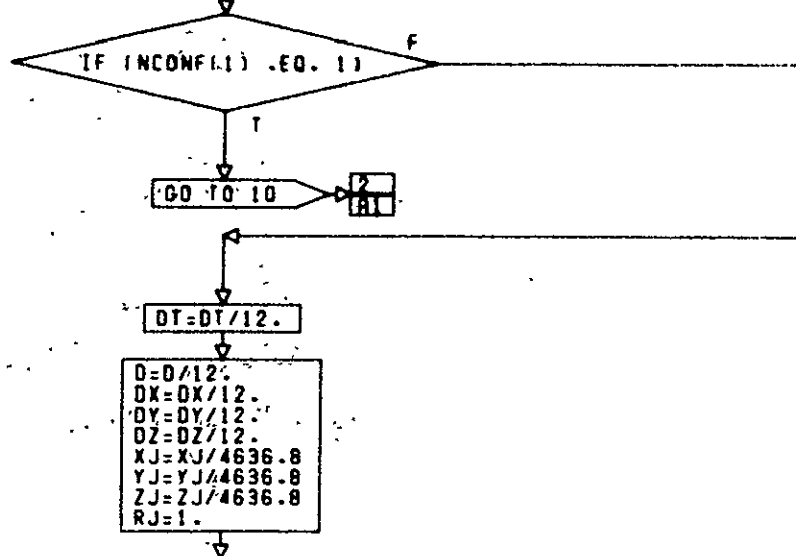 IF (NCONF(1) .EQ. 1)
F
T
GO TO 10
2
A1
DT=DT/12.
D=D/12.
DX=DX/12.
DY=DY/12.
DZ=DZ/12.
XJ=XJ/4636.8
YJ=YJ/4636.8
ZJ=ZJ/4636.8
RJ=1.